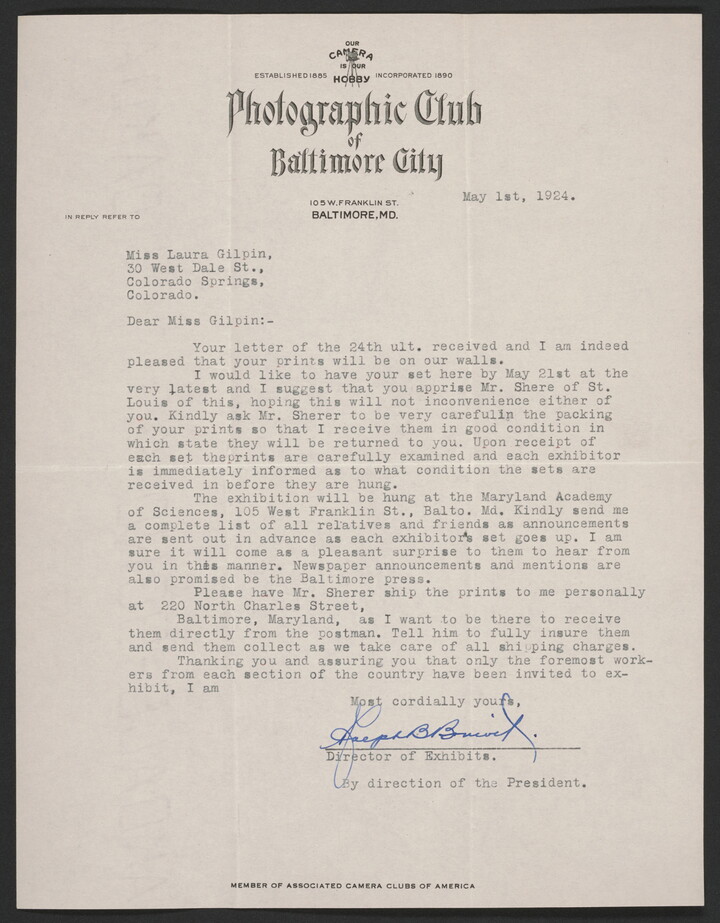 OUR
CAMERA
IS OUR
HOBBY
ESTABLISHED 1885 INCORPORATED 1890
Photographic Club
of
Baltimore City
105 W. FRANKLIN ST.
BALTIMORE, MD.
May 1st, 1924.
IN REPLY REFER TO
Miss Laura Gilpin,
30 West Dale St.,
Colorado Springs,
Colorado.
Dear Miss Gilpin:-
Your letter of the 24th ult. received and I am indeed
pleased that your prints will be on our walls.
I would like to have your set here by May 21st at the
very latest and I suggest that you apprise Mr. Shere of St.
Louis of this, hoping this will not inconvenience either of
you. Kindly ask Mr. Sherer to be very carefulin the packing
of your prints so that I receive them in good condition in
which state they will be returned to you. Upon receipt of
each set theprints are carefully examined and each exhibitor
is immediately informed as to what condition the sets are
received in before they are hung.
The exhibition will be hung at the Maryland Academy
of Sciences, 105 West Franklin St., Balto. Md. Kindly send me
a complete list of all relatives and friends as announcements
are sent out in advance as each exhibitor's set goes up. I am
sure it will come as a pleasant surprise to them to hear from
you in this manner. Newspaper announcements and mentions are
also promised be the Baltimore press.
Please have Mr. Sherer ship the prints to me personally
at 220 North Charles Street,
Baltimore, Maryland, as I want to be there to receive
them directly from the postman. Tell him to fully insure them
and send them collect as we take care of all shipping charges.
Thanking you and assuring you that only the foremost work-
ers from each section of the country have been invited to ex-
hibit, I am
Most cordially yours,
Director of Exhibits.
By direction of the President.
MEMBER OF ASSOCIATED CAMERA CLUBS OF AMERICA